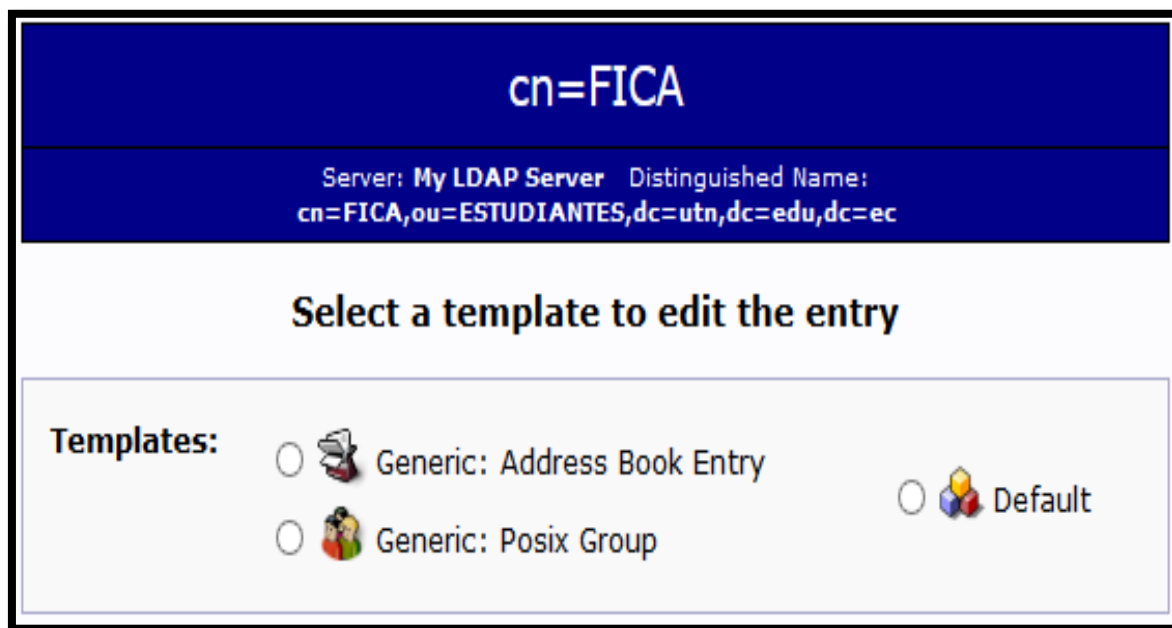 cn=FICA
Server: My LDAP Server Distinguished Name:
cn=FICA,ou=ESTUDIANTES,dc=utn,dc=edu,dc=ec
Select a template to edit the entry
Templates:
Generic: Address Book Entry
Generic: Posix Group
Default